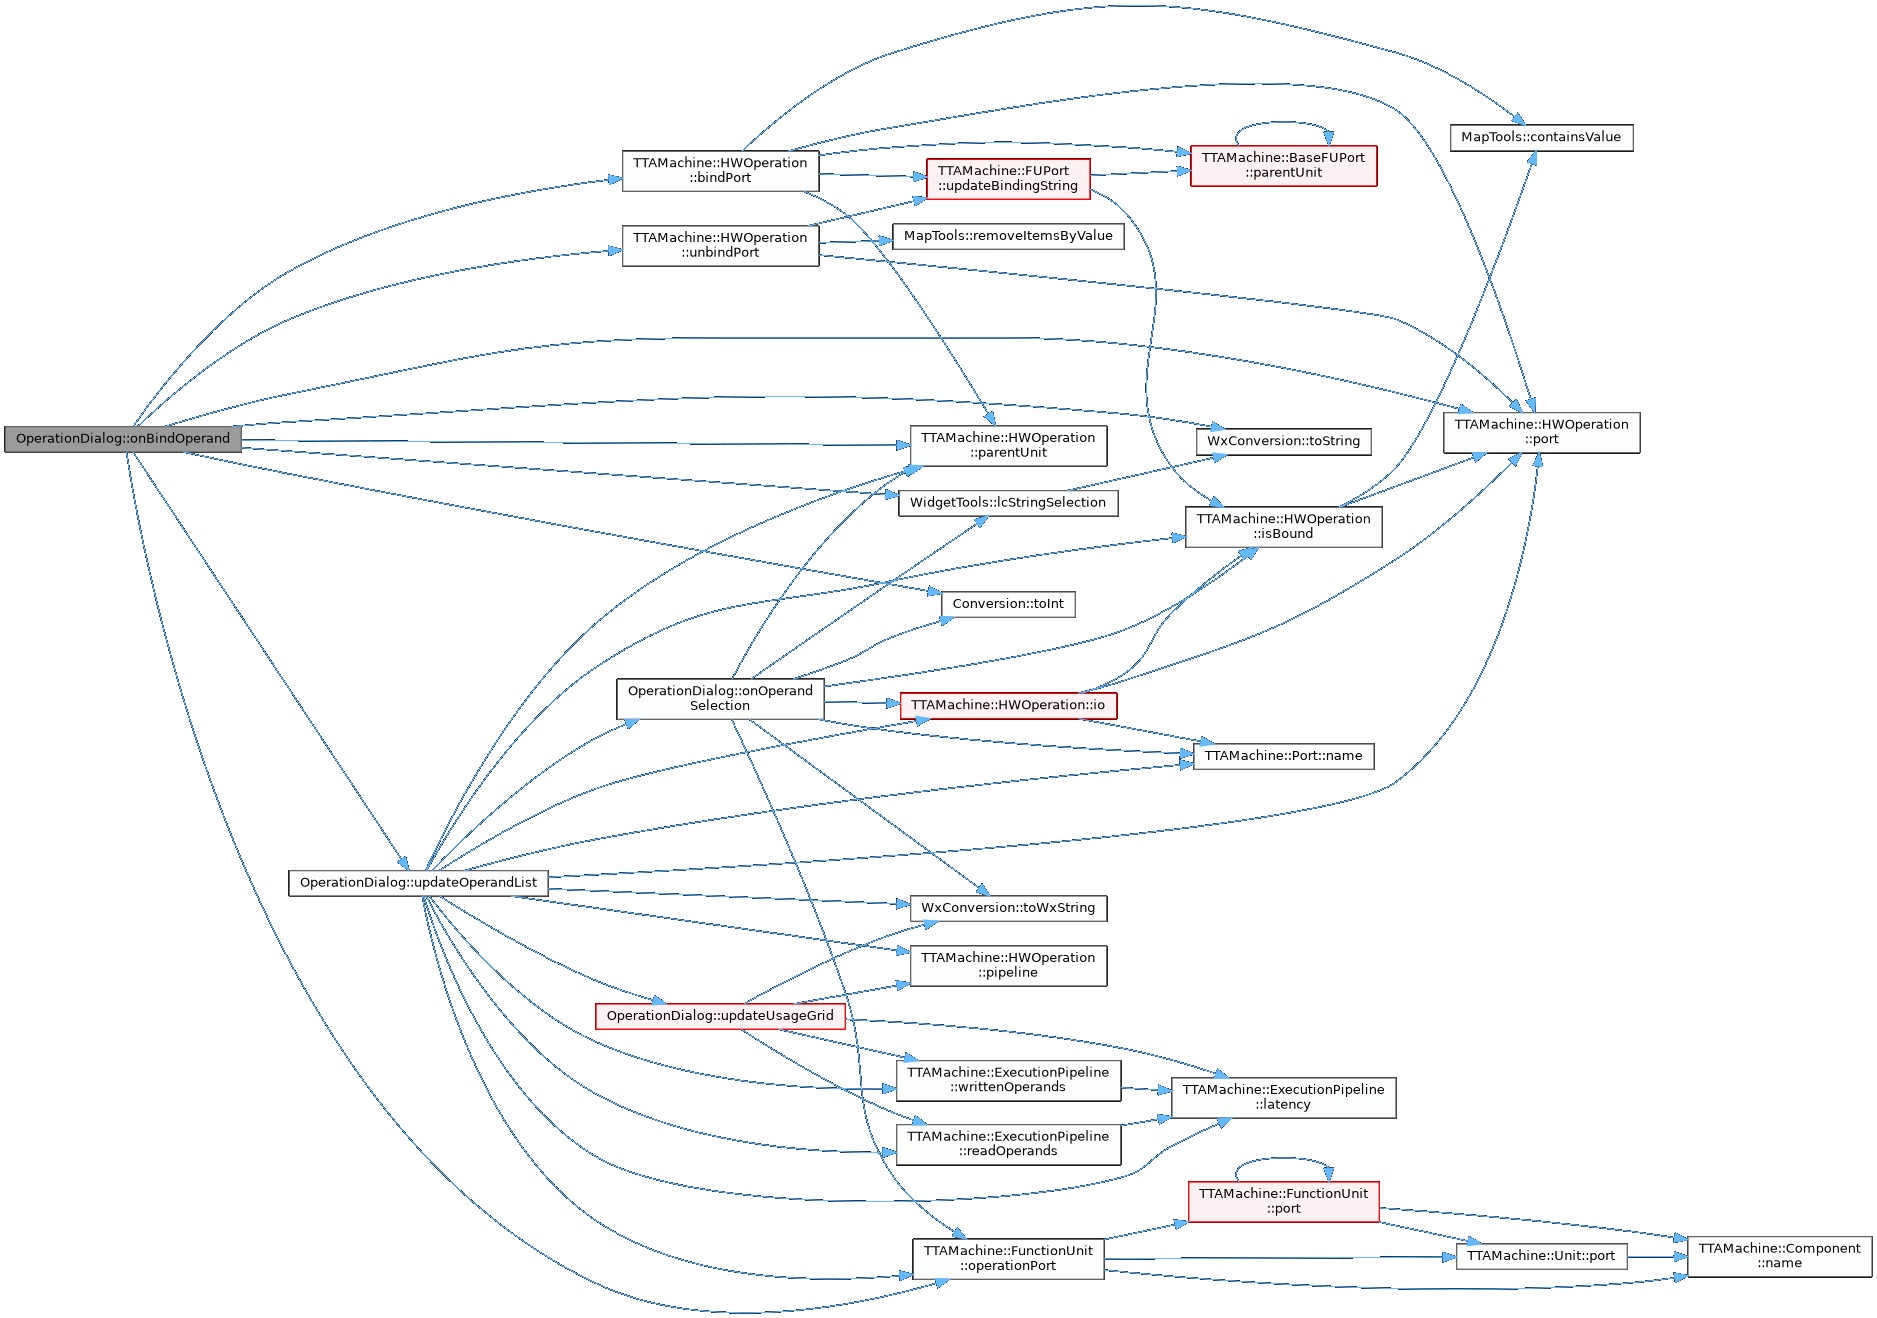 OperationDialog::onBindOperand
TTAMachine::HWOperation
::bindPort
TTAMachine::HWOperation
::unbindPort
OperationDialog::updateOperandList
OperationDialog::onOperand
Selection
OperationDialog::updateUsageGrid
TTAMachine::FUPort
::updateBindingString
MapTools::removeItemsByValue
TTAMachine::HWOperation
::parentUnit
WidgetTools::lcStringSelection
Conversion::toInt
TTAMachine::HWOperation::io
WxConversion::toWxString
TTAMachine::HWOperation
::pipeline
TTAMachine::ExecutionPipeline
::writtenOperands
TTAMachine::ExecutionPipeline
::readOperands
TTAMachine::FunctionUnit
::operationPort
TTAMachine::BaseFUPort
::parentUnit
WxConversion::toString
TTAMachine::HWOperation
::isBound
TTAMachine::Port::name
TTAMachine::ExecutionPipeline
::latency
TTAMachine::FunctionUnit
::port
MapTools::containsValue
TTAMachine::HWOperation
::port
TTAMachine::Unit::port
TTAMachine::Component
::name